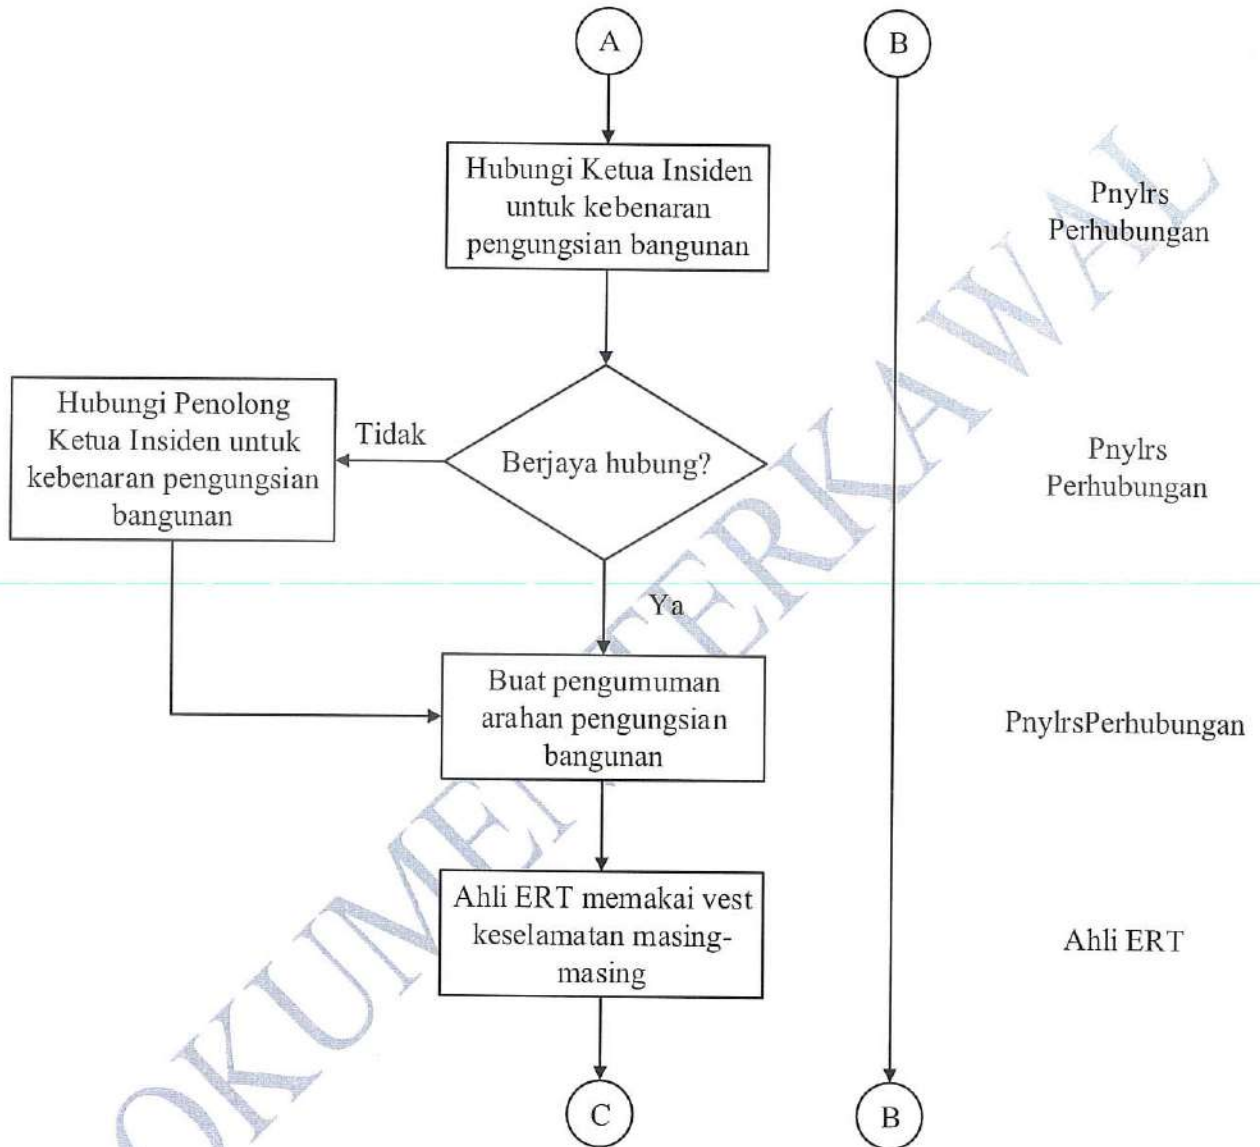 A
B
Hubungi Ketua Insiden
untuk kebenaran
pengungsian bangunan
Pnylrs
Perhubungan
Hubungi Penolong
Ketua Insiden untuk
kebenaran pengungsian
bangunan
Tidak
Berjaya hubung?
Pnylrs
Perhubungan
Ya
Buat pengumuman
arahan pengungsian
bangunan
PnylrsPerhubungan
Ahli ERT memakai vest
keselamatan masing-
masing
Ahli ERT
C
B
OKUMEN TERKAWAL